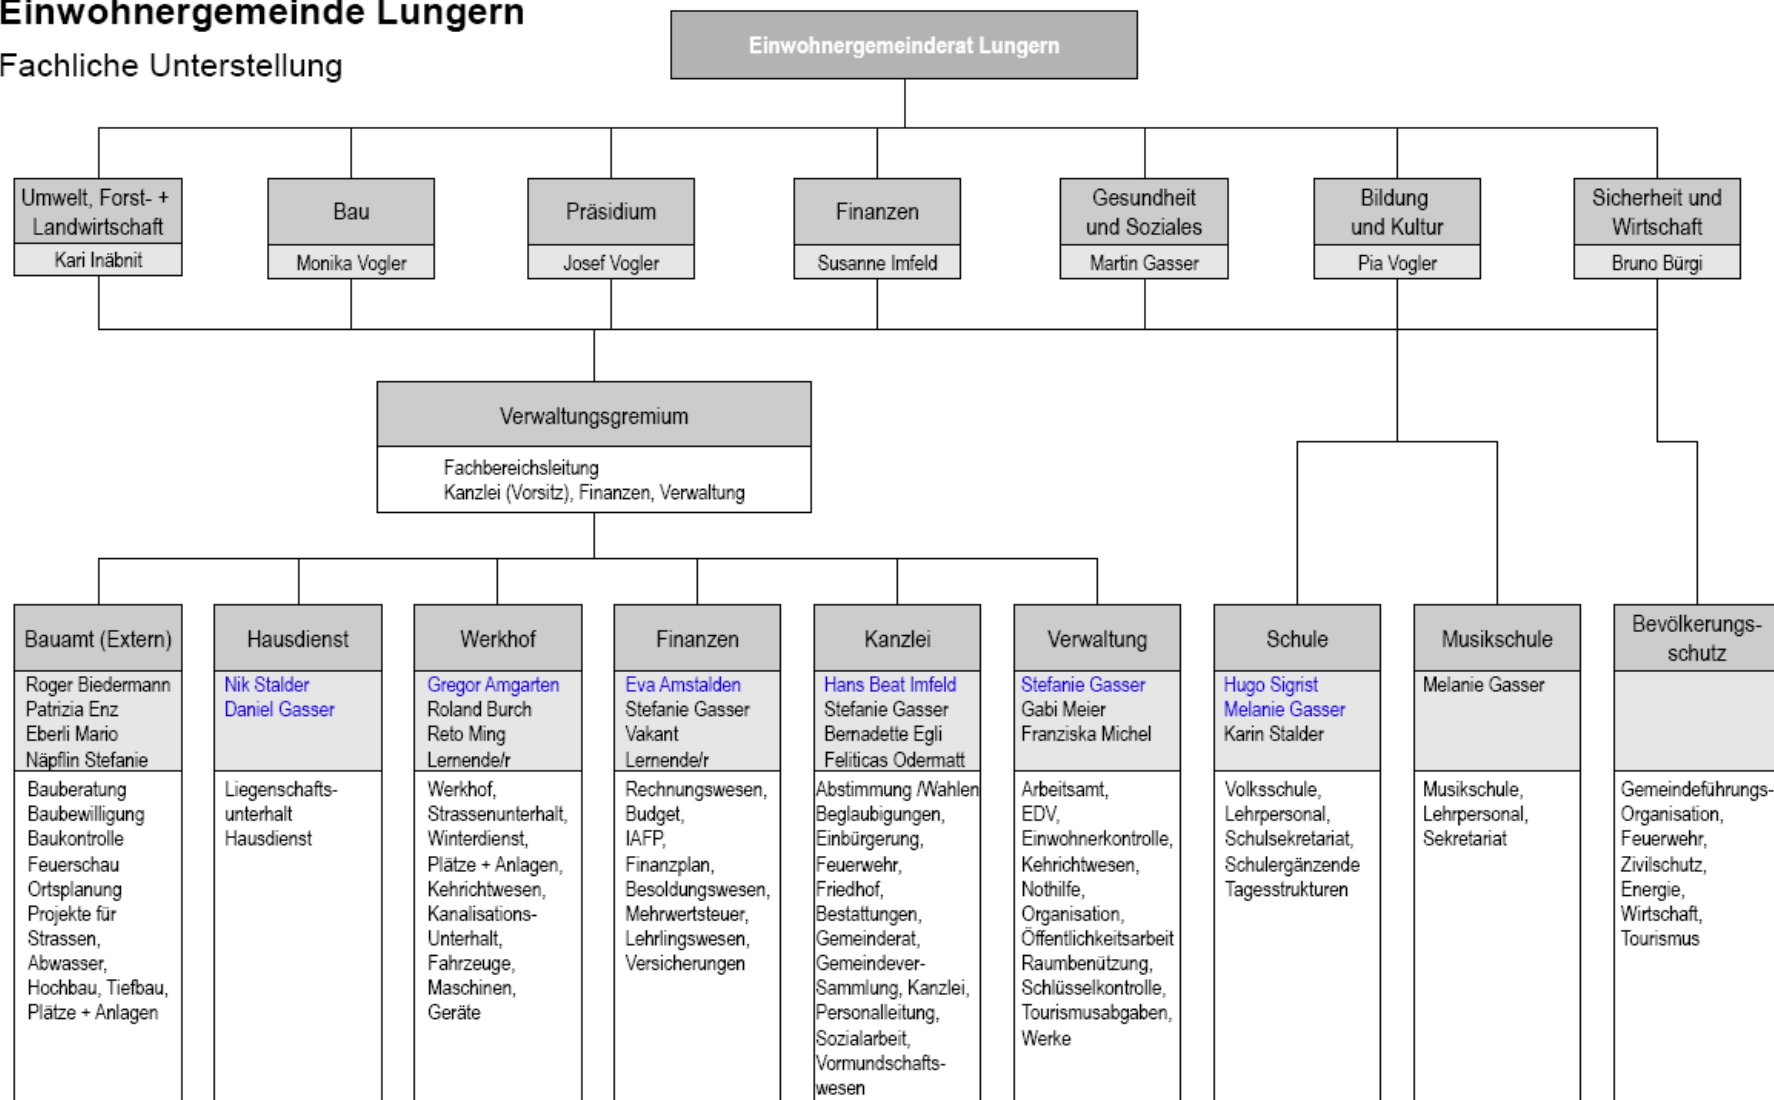 Einwohnergemeinde Lungern
Fachliche Unterstellung
Einwohnergemeinderat Lungern
Umwelt, Forst- +
Landwirtschaft
Kari Inäbnit
Bau
Monika Vogler
Präsidium
Josef Vogler
Finanzen
Susanne Imfeld
Gesundheit
und Soziales
Martin Gasser
Bildung
und Kultur
Pia Vogler
Sicherheit und
Wirtschaft
Bruno Bürgi
Verwaltungsgremium
Fachbereichsleitung
Kanzlei (Vorsitz), Finanzen, Verwaltung
Bauamt (Extern)
Roger Biedermann
Patrizia Enz
Eberli Mario
Näpflin Stefanie
Bauberatung
Baubewilligung
Baukontrolle
Feuerschau
Ortsplanung
Projekte für
Strassen,
Abwasser,
Hochbau, Tiefbau,
Plätze + Anlagen
Hausdienst
Nik Stalder
Daniel Gasser
Liegenschafts-
unterhalt
Hausdienst
Werkhof
Gregor Amgarten
Roland Burch
Reto Ming
Lernende/r
Werkhof,
Strassenunterhalt,
Winterdienst,
Plätze + Anlagen,
Kehrichtwesen,
Kanalisations-
Unterhalt,
Fahrzeuge,
Maschinen,
Geräte
Finanzen
Eva Amstalden
Stefanie Gasser
Vakant
Lernende/r
Rechnungswesen,
Budget,
IAFP,
Finanzplan,
Besoldungswesen,
Mehrwertsteuer,
Lehrlingswesen,
Versicherungen
Kanzlei
Hans Beat Imfeld
Stefanie Gasser
Bernadette Egli
Feliticas Odermatt
Abstimmung /Wahlen
Beglaubigungen,
Einbürgerung,
Feuerwehr,
Friedhof,
Bestattungen,
Gemeinderat,
Gemeindever-
Sammlung, Kanzlei,
Personalleitung,
Sozialarbeit,
Vormundschafts-
wesen
Verwaltung
Stefanie Gasser
Gabi Meier
Franziska Michel
Arbeitsamt,
EDV,
Einwohnerkontrolle,
Kehrichtwesen,
Nothilfe,
Organisation,
Öffentlichkeitsarbeit
Raumbenützung,
Schlüsselkontrolle,
Tourismusabgaben,
Werke
Schule
Hugo Sigrist
Melanie Gasser
Karin Stalder
Volksschule,
Lehrpersonal,
Schulsekretariat,
Schulergänzende
Tagesstrukturen
Musikschule
Melanie Gasser
Musikschule,
Lehrpersonal,
Sekretariat
Bevölkerungs-
schutz
Gemeindeführungs-
Organisation,
Feuerwehr,
Zivilschutz,
Energie,
Wirtschaft,
Tourismus